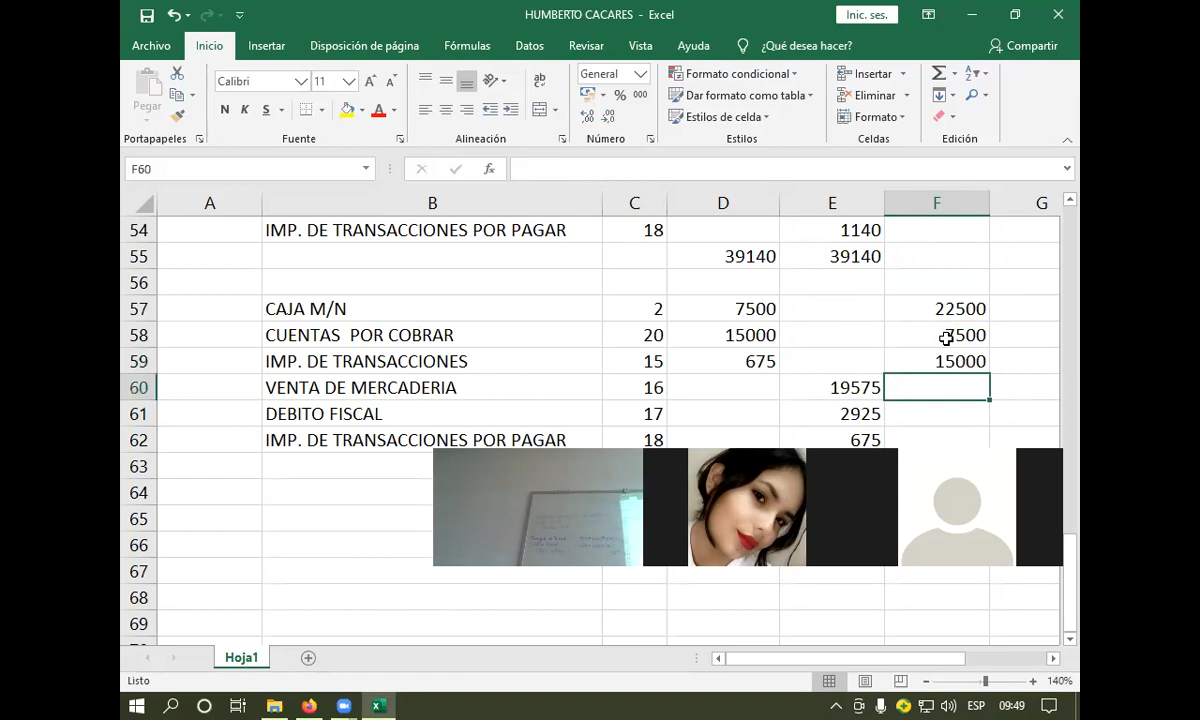 HUMBERTO CACARES - Excel
Inic. ses.
Archivo Inicio Insertar Disposición de página Fórmulas Datos Revisar Vista Ayuda ¿Qué desea hacer? Compartir
Pegar
Calibri 11 A A
N K S A
ab
General
% 000
Formato condicional
Dar formato como tabla
Estilos de celda
Insertar
Eliminar
Formato
Portapapeles Fuente Alineación Número Estilos Celdas Edición
F60 fx
A B C D E F G
54 IMP. DE TRANSACCIONES POR PAGAR 18 1140
55 39140 39140
56
57 CAJA M/N 2 7500 22500
58 CUENTAS POR COBRAR 20 15000 7500
59 IMP. DE TRANSACCIONES 15 675 15000
60 VENTA DE MERCADERIA 16 19575
61 DEBITO FISCAL 17 2925
62 IMP. DE TRANSACCIONES POR PAGAR 18 675
63
64
65
66
67
68
69
Hoja1
Listo 140%
ESP 09:49